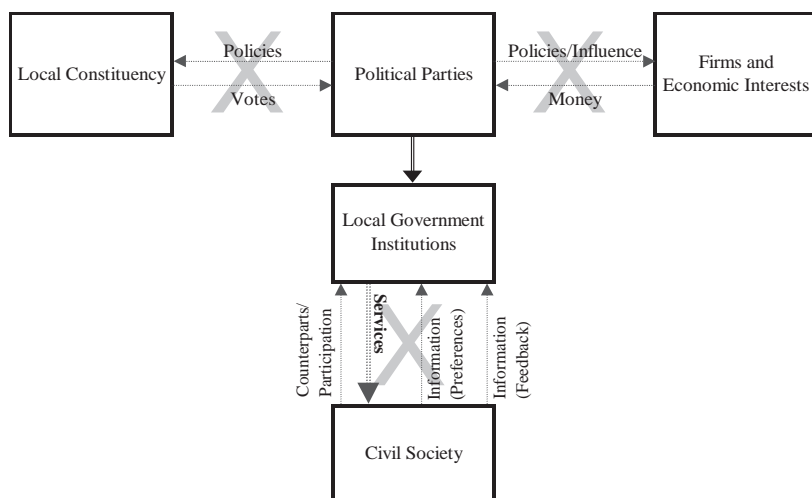 Local Constituency
Policies
Votes
Political Parties
Policies/Influence
Money
Firms and
Economic Interests
Local Government
Institutions
Counterparts/
Participation
Services
Information
(Preferences)
Information
(Feedback)
Civil Society
X
X
X